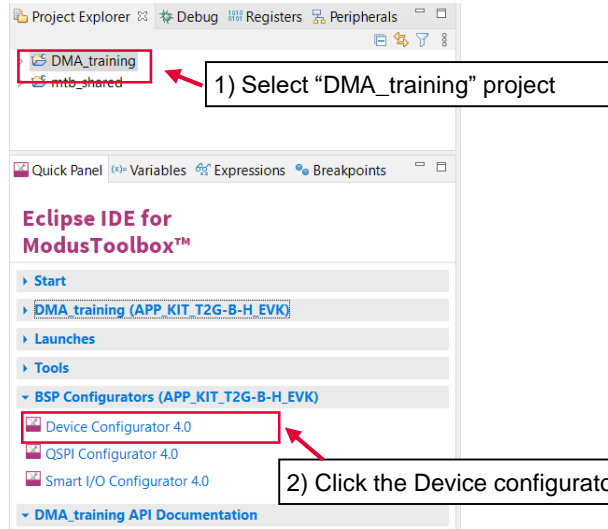 Project Explorer Debug Registers Peripherals
DMA_training
mtb_shared
1) Select “DMA_training” project
Quick Panel (x)= Variables Expressions Breakpoints
Eclipse IDE for
ModusToolbox™
Start
DMA_training (APP_KIT_T2G-B-H_EVK)
Launches
Tools
BSP Configurators (APP_KIT_T2G-B-H_EVK)
Device Configurator 4.0
QSPI Configurator 4.0
Smart I/O Configurator 4.0
2) Click the Device configurato
DMA_training API Documentation